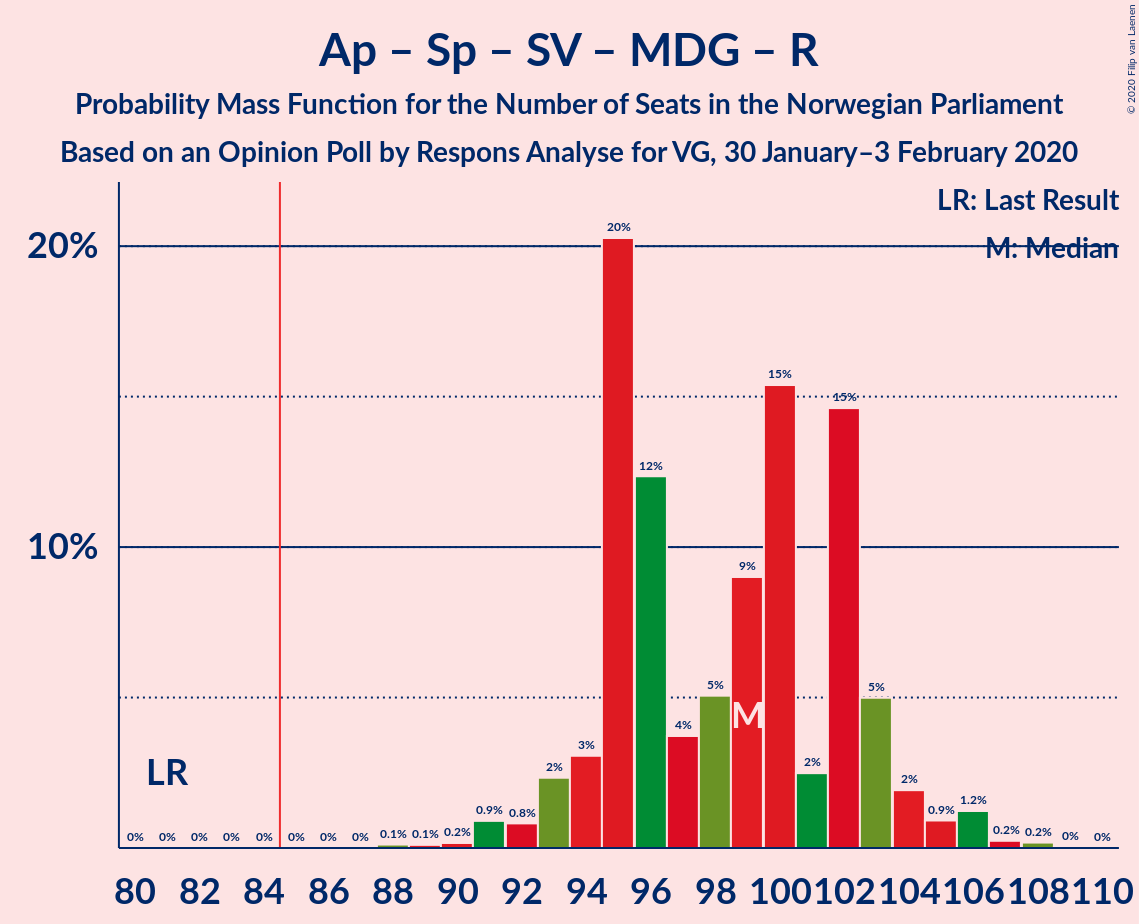 Ap – Sp – SV – MDG – R
Probability Mass Function for the Number of Seats in the Norwegian Parliament
Based on an Opinion Poll by Respons Analyse for VG, 30 January–3 February 2020
© 2020 Filip van Laenen
LR: Last Result
M: Median
20%
10%
LR
M
0% 0% 0% 0% 0% 0% 0% 0% 0.1% 0.1% 0.2% 0.9% 0.8% 2% 3% 20% 12% 4% 5% 9% 15% 2% 15% 5% 2% 0.9% 1.2% 0.2% 0.2% 0% 0%
80 82 84 86 88 90 92 94 96 98 100 102 104 106 108 110